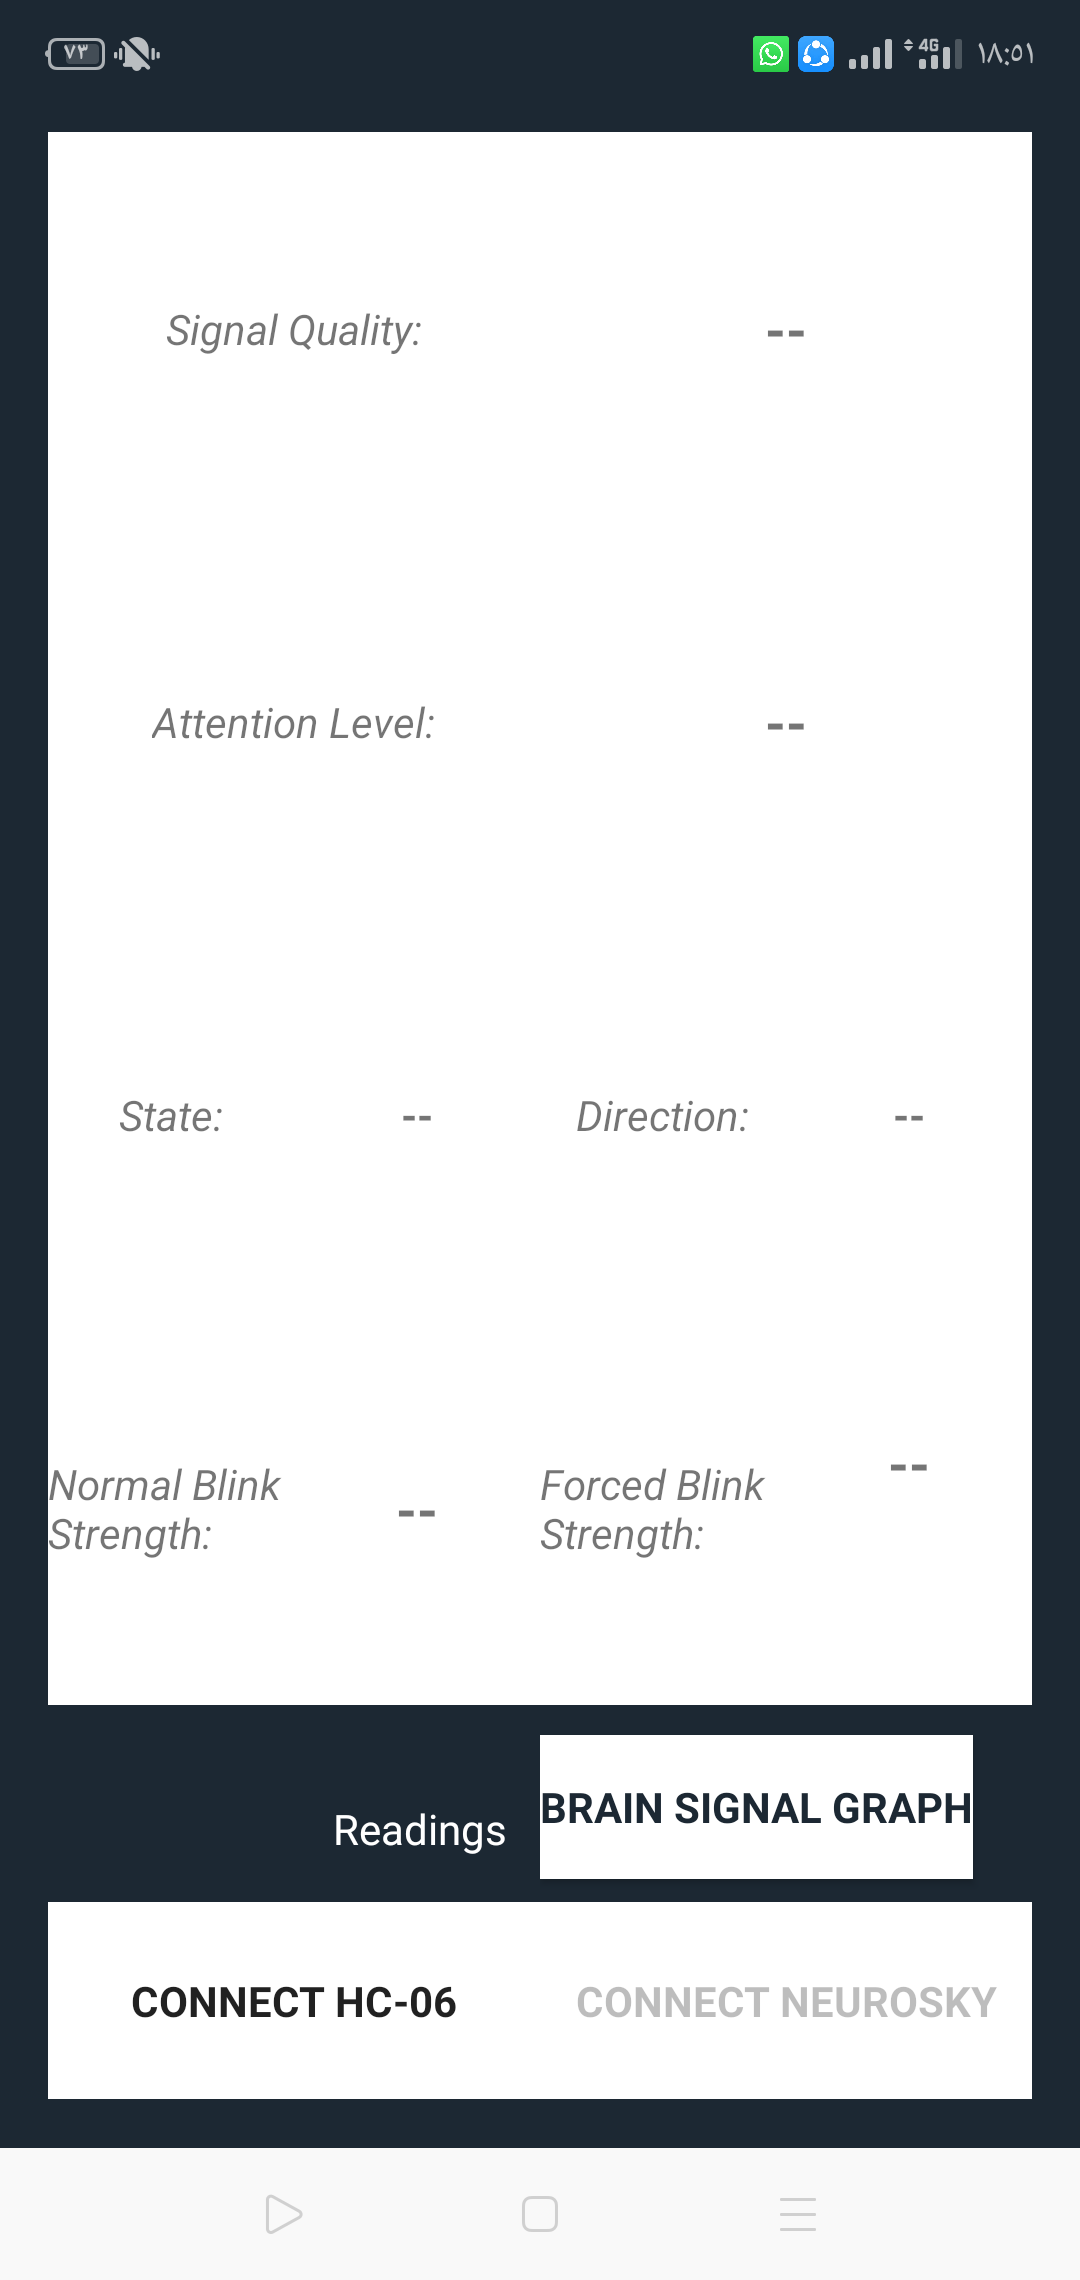 ٧٣ 4G ١٨:٥١
Signal Quality: --
Attention Level: --
State: -- Direction: --
Normal Blink
Strength: --
Forced Blink
Strength: --
BRAIN SIGNAL GRAPH
Readings
CONNECT HC-06 CONNECT NEUROSKY